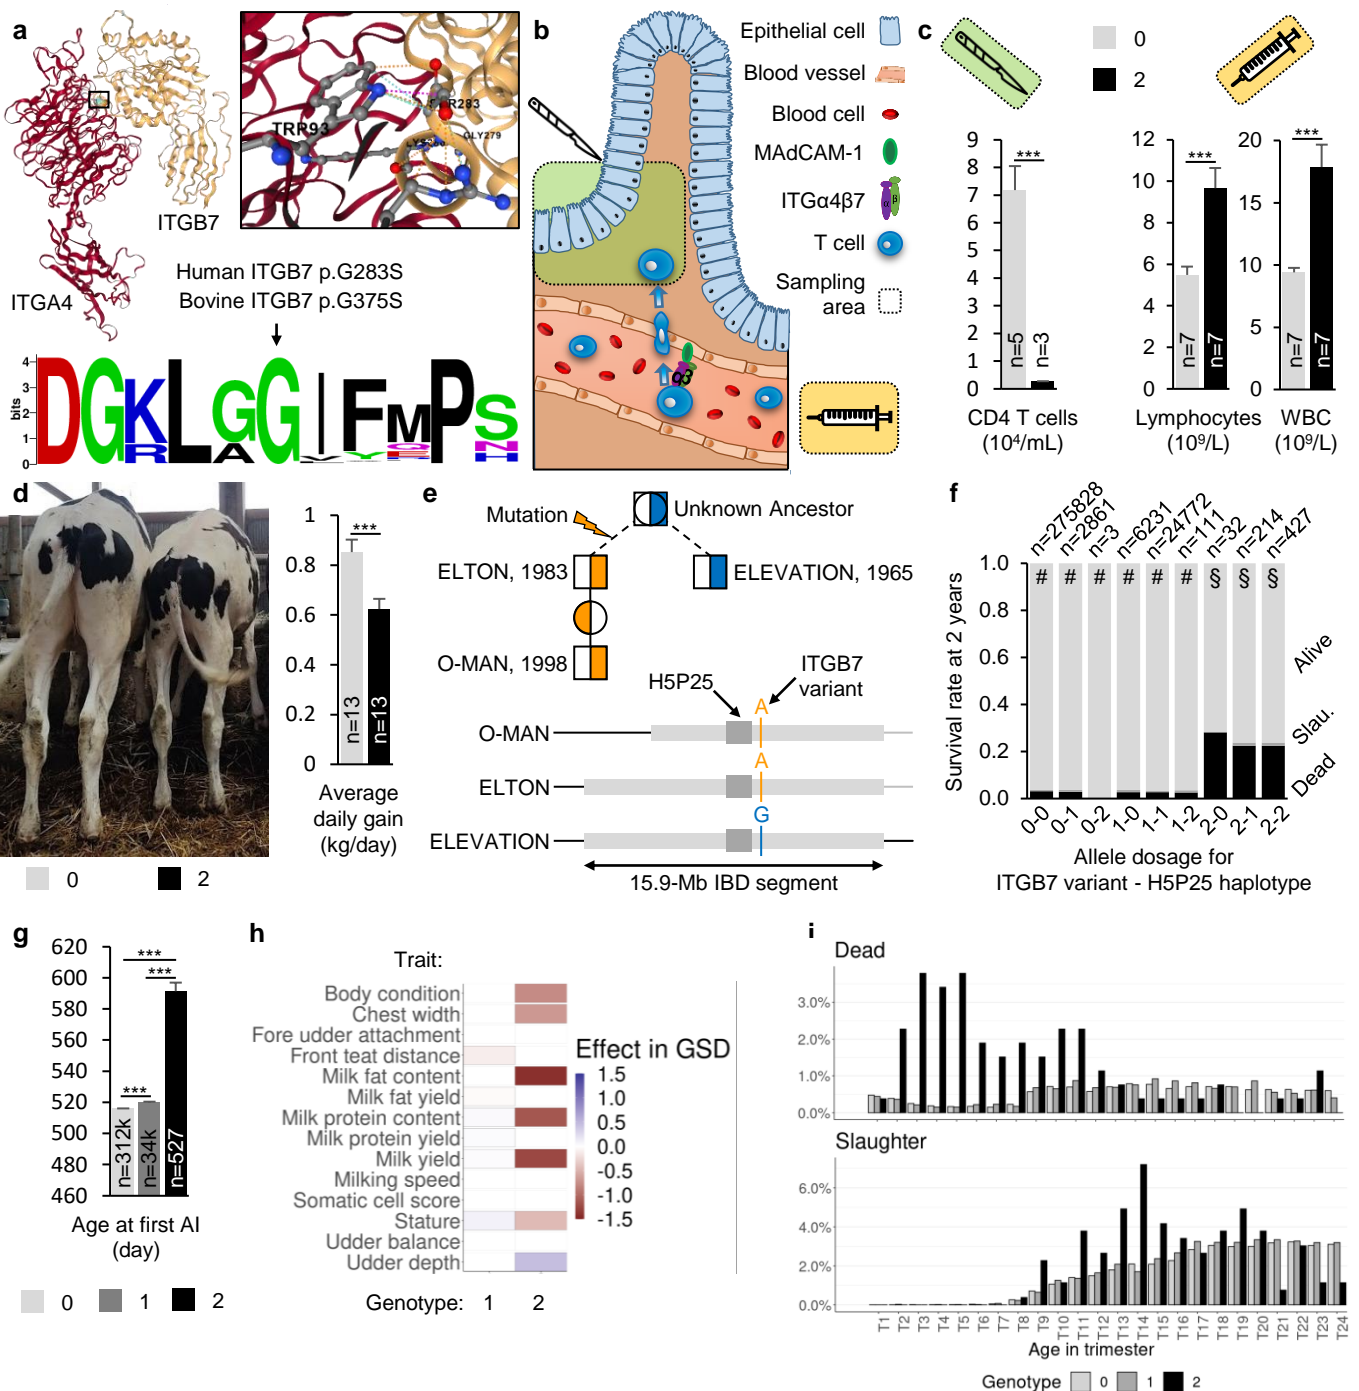 a
TRP93
R283
GLY279
ITGB7
ITGA4
Human ITGB7 p.G283S
Bovine ITGB7 p.G375S
bits
4
3
2
1
0
DGKLGGIFMPS
R A N
b
Epithelial cell
Blood vessel
Blood cell
MAdCAM-1
ITGα4β7
α β
T cell
Sampling
area
α3
c
0
2
9
8
7
6
5
4
3
2
1
0
***
n=5
n=3
CD4 T cells
(10⁴/mL)
12
10
8
6
4
2
0
***
n=7
n=7
Lymphocytes
(10⁹/L)
20
15
10
5
0
***
n=7
n=7
WBC
(10⁹/L)
d
0
2
1
0.8
0.6
0.4
0.2
0
***
n=13
n=13
Average
daily gain
(kg/day)
e
Mutation
Unknown Ancestor
ELTON, 1983
ELEVATION, 1965
O-MAN, 1998
H5P25
ITGB7
variant
A
O-MAN
A
ELTON
G
ELEVATION
15.9-Mb IBD segment
f
n=275828
n=2861
n=3
n=6231
n=24772
n=111
n=32
n=214
n=427
Survival rate at 2 years
1.0
0.8
0.6
0.4
0.2
0.0
# # # # # # § § §
Alive
Slau.
Dead
0-0 0-1 0-2 1-0 1-1 1-2 2-0 2-1 2-2
Allele dosage for
ITGB7 variant - H5P25 haplotype
g
620
600
580
560
540
520
500
480
460
***
***
***
n=312k
n=34k
n=527
Age at first AI
(day)
0 1 2
h
Trait:
Body condition
Chest width
Fore udder attachment
Front teat distance
Milk fat content
Milk fat yield
Milk protein content
Milk protein yield
Milk yield
Milking speed
Somatic cell score
Stature
Udder balance
Udder depth
Genotype: 1 2
Effect in GSD
1.5
1.0
0.5
0.0
-0.5
-1.0
-1.5
i
Dead
3.0%
2.0%
1.0%
0.0%
Slaughter
6.0%
4.0%
2.0%
0.0%
T1 T2 T3 T4 T5 T6 T7 T8 T9 T10 T11 T12 T13 T14 T15 T16 T17 T18 T19 T20 T21 T22 T23 T24
Age in trimester
Genotype 0 1 2